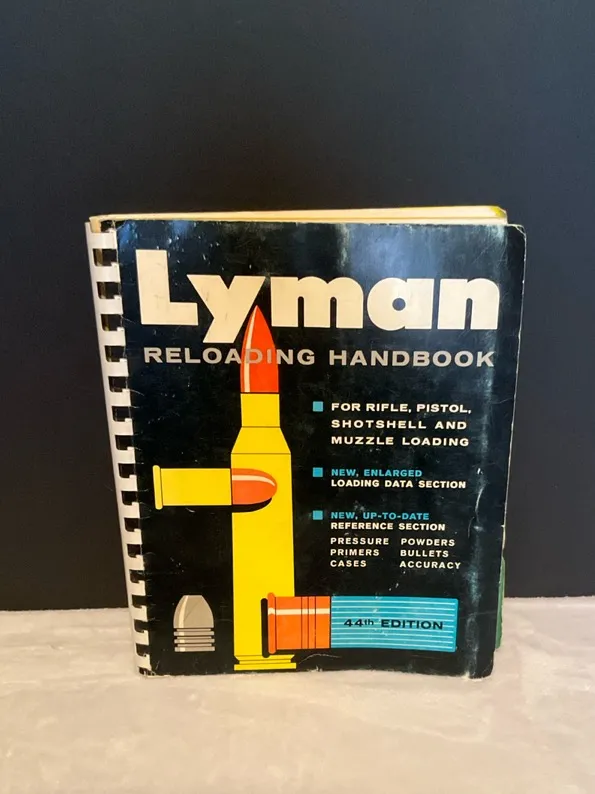 Lyman
RELOADING HANDBOOK
FOR RIFLE, PISTOL,
SHOTSHELL AND
MUZZLE LOADING
NEW, ENLARGED
LOADING DATA SECTION
NEW, UP-TO-DATE
REFERENCE SECTION
PRESSURE POWDERS
PRIMERS BULLETS
CASES ACCURACY
44th EDITION